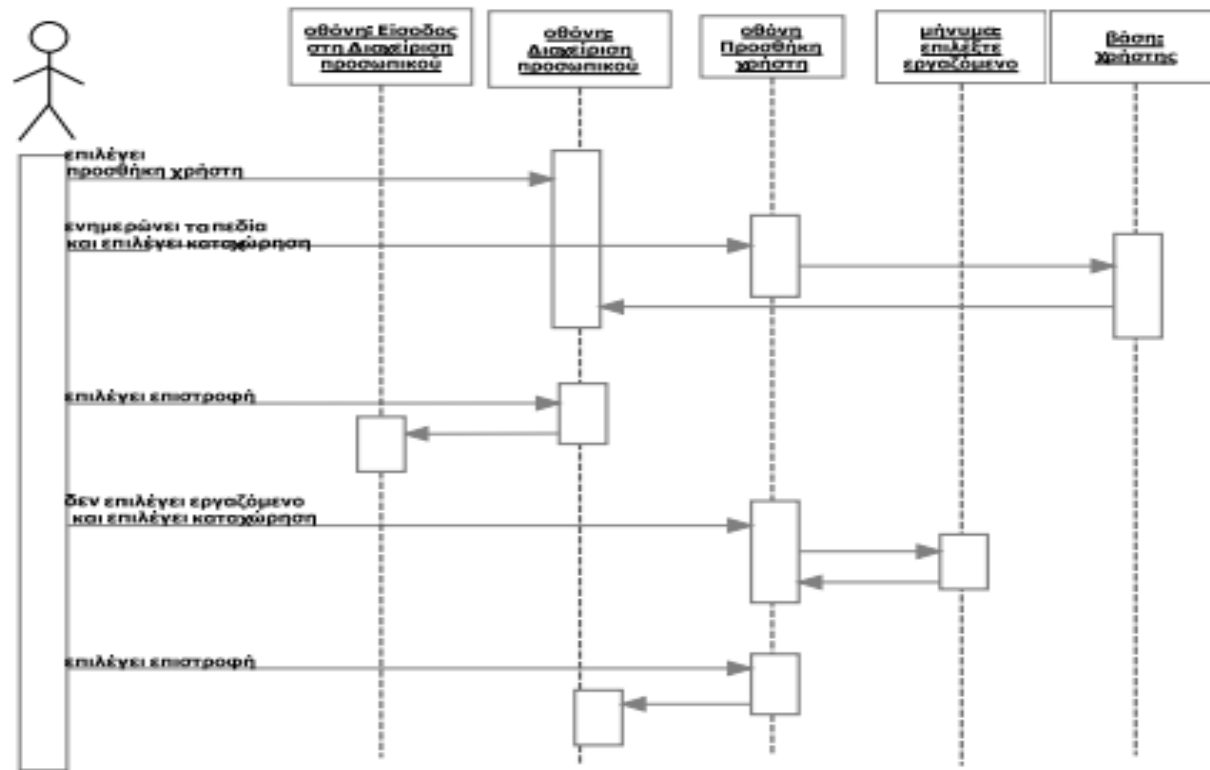 οθόνη: Είσοδος
στη Διαχείριση
προσωπικού
οθόνη:
Διαχείριση
προσωπικού
οθόνη
Προσθήκη
χρήστη
μήνυμα:
επιλέξτε
εργαζόμενο
βάση:
χρήστης
επιλέγει
προσθήκη χρήστη
ενημερώνει τα πεδία
και επιλέγει καταχώρηση
επιλέγει επιστροφή
δεν επιλέγει εργαζόμενο
και επιλέγει καταχώρηση
επιλέγει επιστροφή